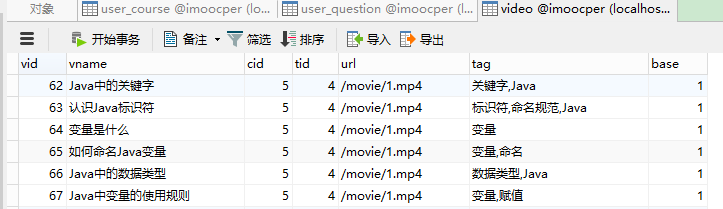 对象 user_course @imoocper (lo... user_question @imoocper (l... video @imoocper (localhos...
开始事务 备注 筛选 排序 导入 导出
vid vname cid tid url tag base
62 Java中的关键字 5 4 /movie/1.mp4 关键字,Java 1
63 认识Java标识符 5 4 /movie/1.mp4 标识符,命名规范,Java 1
64 变量是什么 5 4 /movie/1.mp4 变量 1
65 如何命名Java变量 5 4 /movie/1.mp4 变量,命名 1
66 Java中的数据类型 5 4 /movie/1.mp4 数据类型,Java 1
67 Java中变量的使用规则 5 4 /movie/1.mp4 变量,赋值 1